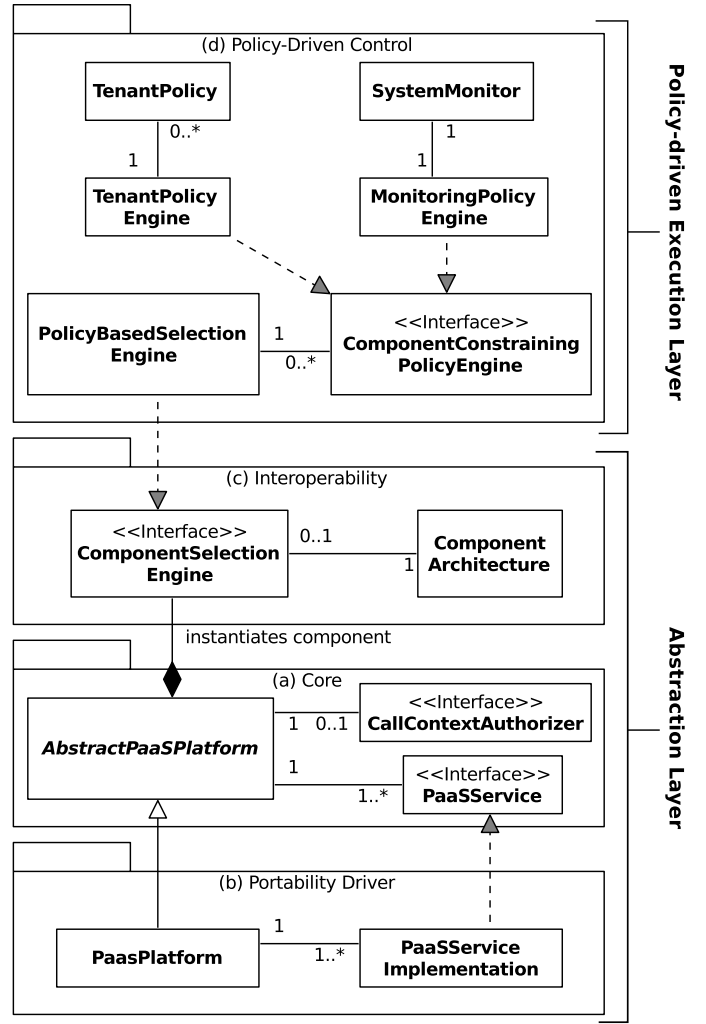 (d) Policy-Driven Control
TenantPolicy
SystemMonitor
0..*
1
1
1
TenantPolicy
Engine
MonitoringPolicy
Engine
PolicyBasedSelection
Engine
1
0..*
<<Interface>>
ComponentConstraining
PolicyEngine
Policy-driven Execution Layer
(c) Interoperability
<<Interface>>
ComponentSelection
Engine
0..1
1
Component
Architecture
instantiates component
(a) Core
AbstractPaaSPlatform
1
0..1
<<Interface>>
CallContextAuthorizer
1
1..*
<<Interface>>
PaaSService
Abstraction Layer
(b) Portability Driver
PaasPlatform
1
1..*
PaaSService
Implementation